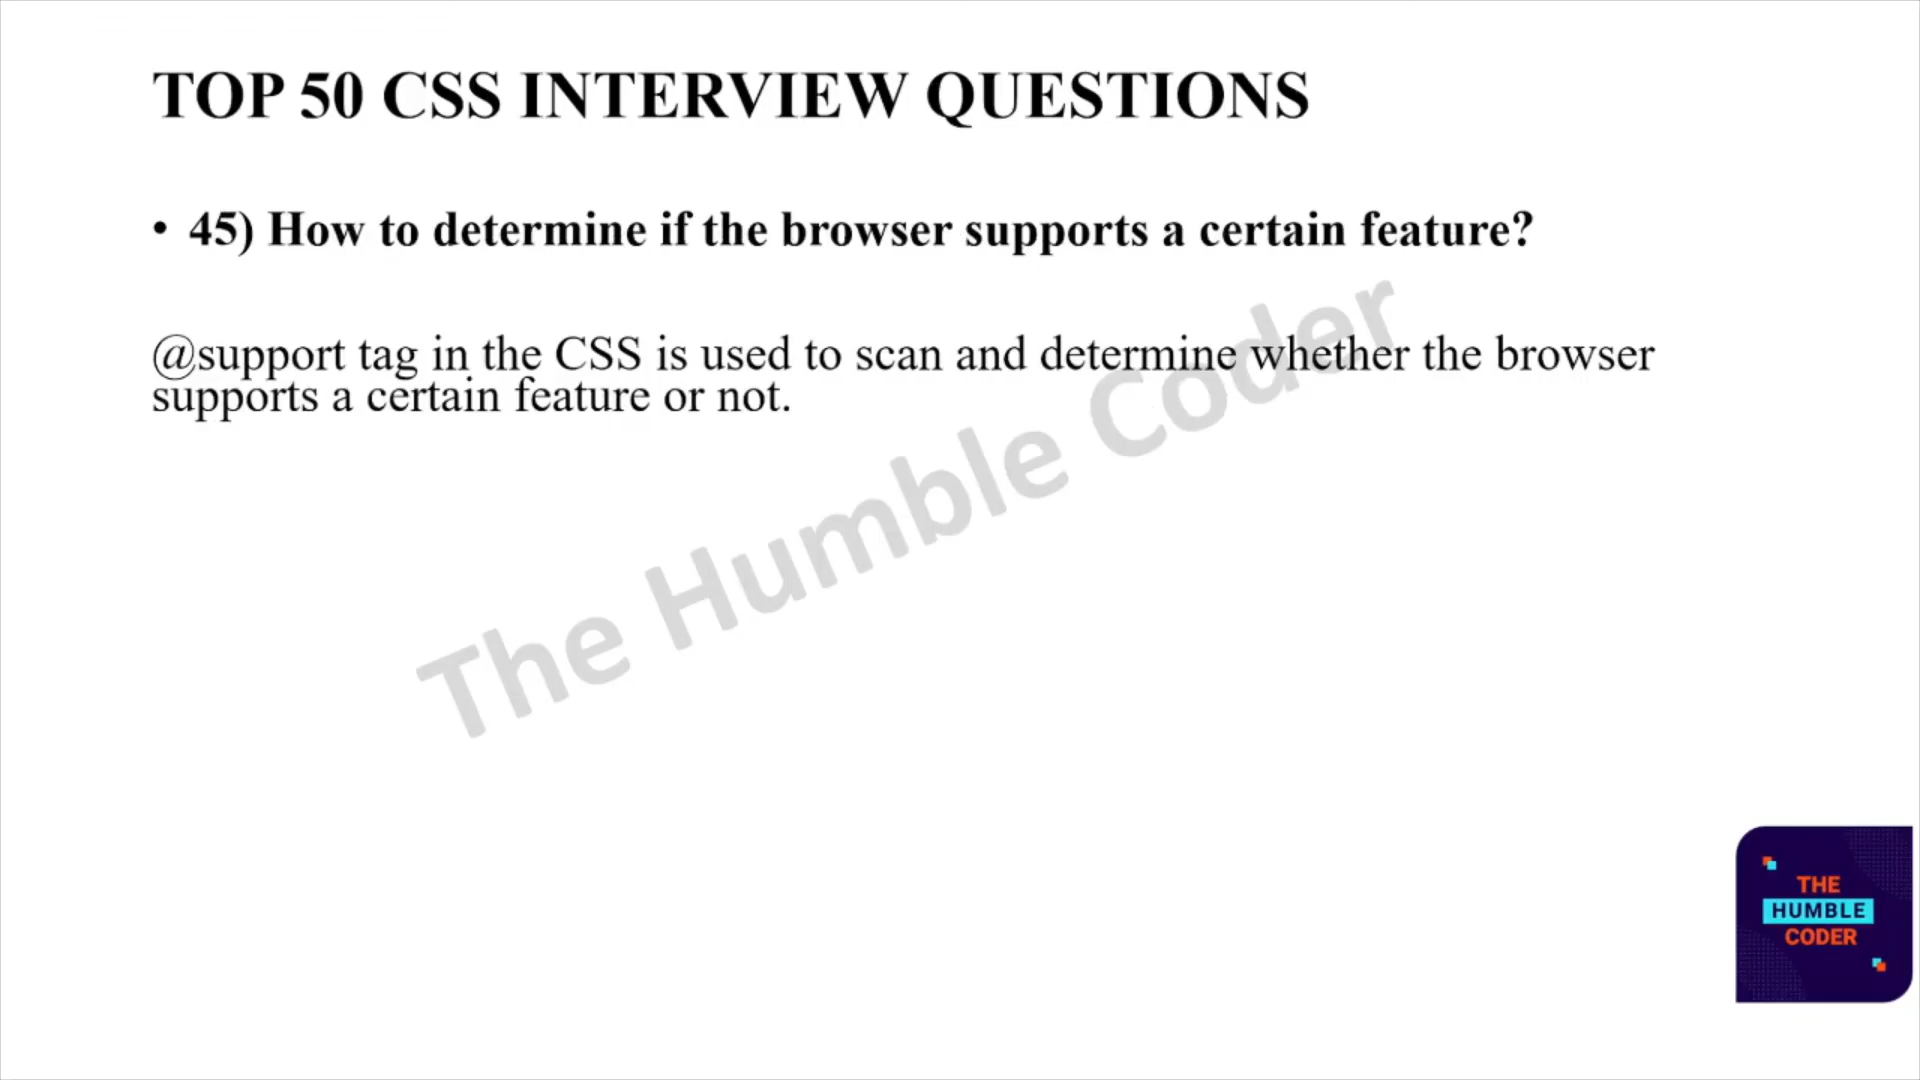 TOP 50 CSS INTERVIEW QUESTIONS
• 45) How to determine if the browser supports a certain feature?
@support tag in the CSS is used to scan and determine whether the browser
supports a certain feature or not.
The Humble Coder
THE
HUMBLE
CODER